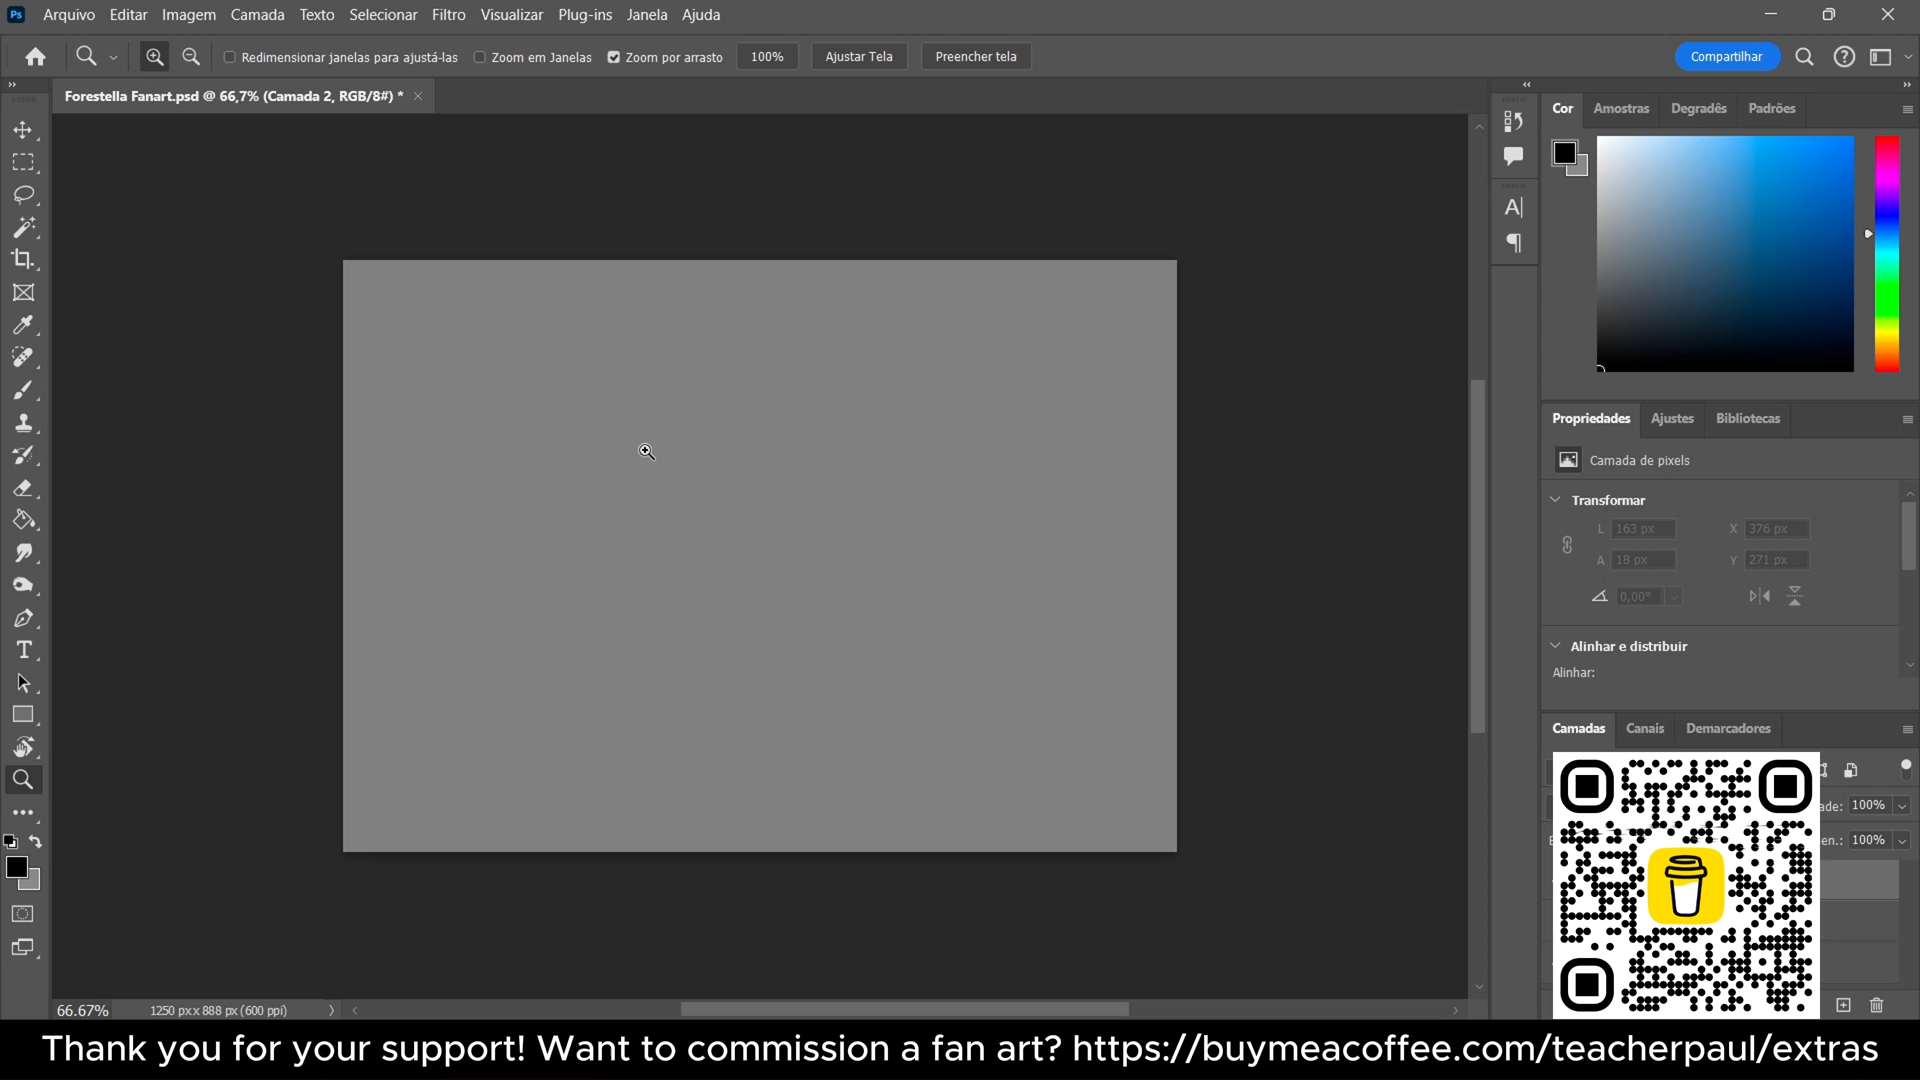 Ps Arquivo Editar Imagem Camada Texto Selecionar Filtro Visualizar Plug-ins Janela Ajuda
Redimensionar janelas para ajustá-las Zoom em Janelas Zoom por arrasto 100% Ajustar Tela Preencher tela Compartilhar
Forestella Fanart.psd @ 66,7% (Camada 2, RGB/8#) *
Cor Amostras Degradês Padrões
Propriedades Ajustes Bibliotecas
Camada de pixels
Transformar
L 163 px X 376 px
A 18 px Y 271 px
0,00°
Alinhar e distribuir
Alinhar:
Camadas Canais Demarcadores
ade: 100%
en.: 100%
66.67% 1250 px x 888 px (600 ppi)
Thank you for your support! Want to commission a fan art? https://buymeacoffee.com/teacherpaul/extras